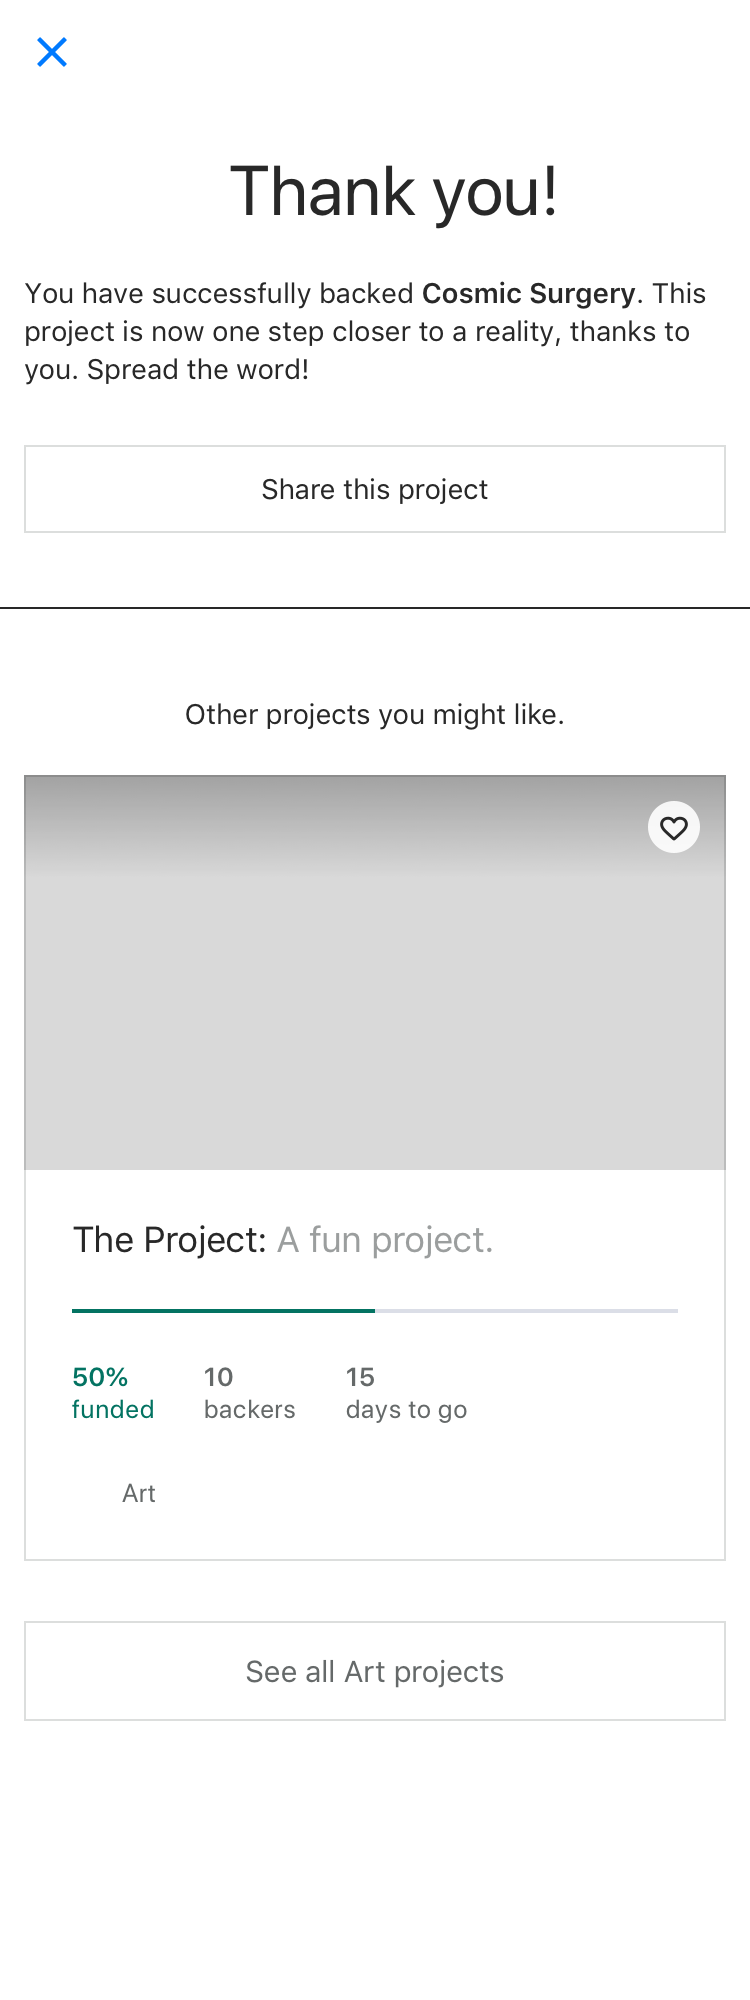 Thank you!
You have successfully backed Cosmic Surgery. This
project is now one step closer to a reality, thanks to
you. Spread the word!
Share this project
Other projects you might like.
The Project: A fun project.
50% 10 15
funded backers days to go
Art
See all Art projects